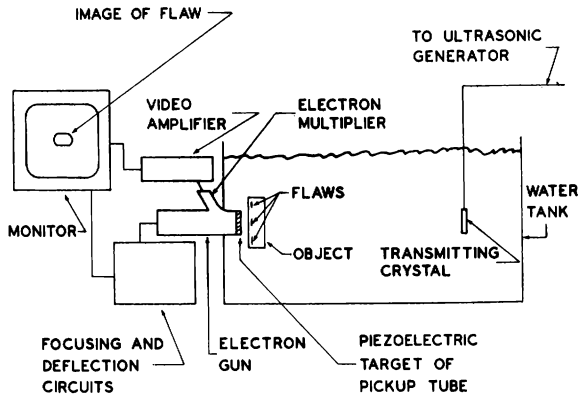 IMAGE OF FLAW
TO ULTRASONIC
GENERATOR
VIDEO
AMPLIFIER
ELECTRON
MULTIPLIER
FLAWS
WATER
TANK
MONITOR
OBJECT
TRANSMITTING
CRYSTAL
FOCUSING AND
DEFLECTION
CIRCUITS
ELECTRON
GUN
PIEZOELECTRIC
TARGET OF
PICKUP TUBE